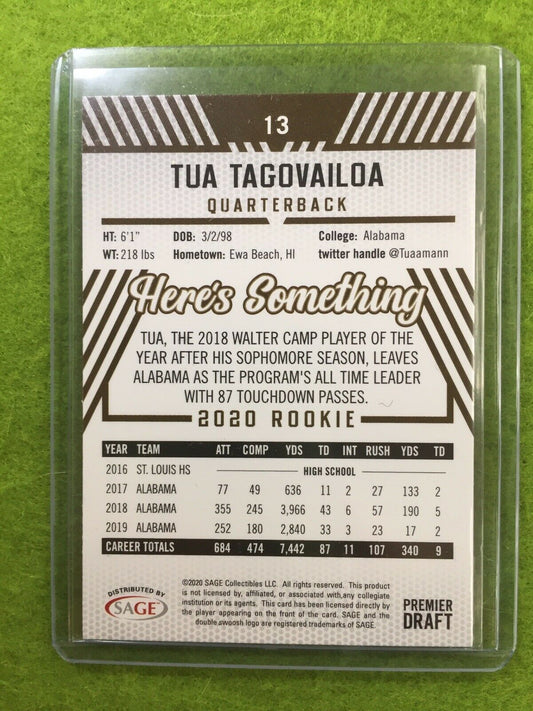 13
TUA TAGOVAILOA
QUARTERBACK
HT: 6'1" DOB: 3/2/98 College: Alabama
WT: 218 lbs Hometown: Ewa Beach, HI twitter handle @Tuaamann
Here's Something
TUA, THE 2018 WALTER CAMP PLAYER OF THE
YEAR AFTER HIS SOPHOMORE SEASON, LEAVES
ALABAMA AS THE PROGRAM'S ALL TIME LEADER
WITH 87 TOUCHDOWN PASSES.
2020 ROOKIE
YEAR TEAM ATT COMP YDS TD INT RUSH YDS TD
2016 ST. LOUIS HS HIGH SCHOOL
2017 ALABAMA 77 49 636 11 2 27 133 2
2018 ALABAMA 355 245 3,966 43 6 57 190 5
2019 ALABAMA 252 180 2,840 33 3 23 17 2
CAREER TOTALS 684 474 7,442 87 11 107 340 9
DISTRIBUTED BY
SAGE
©2020 SAGE Collectibles LLC. All rights reserved. This product
is not licensed by, affiliated, or associated with,any collegiate
institution or its agents. This card has been licensed directly by
the player appearing on the front of the card. SAGE and the
double swoosh logo are registered trademarks of SAGE.
PREMIER
DRAFT